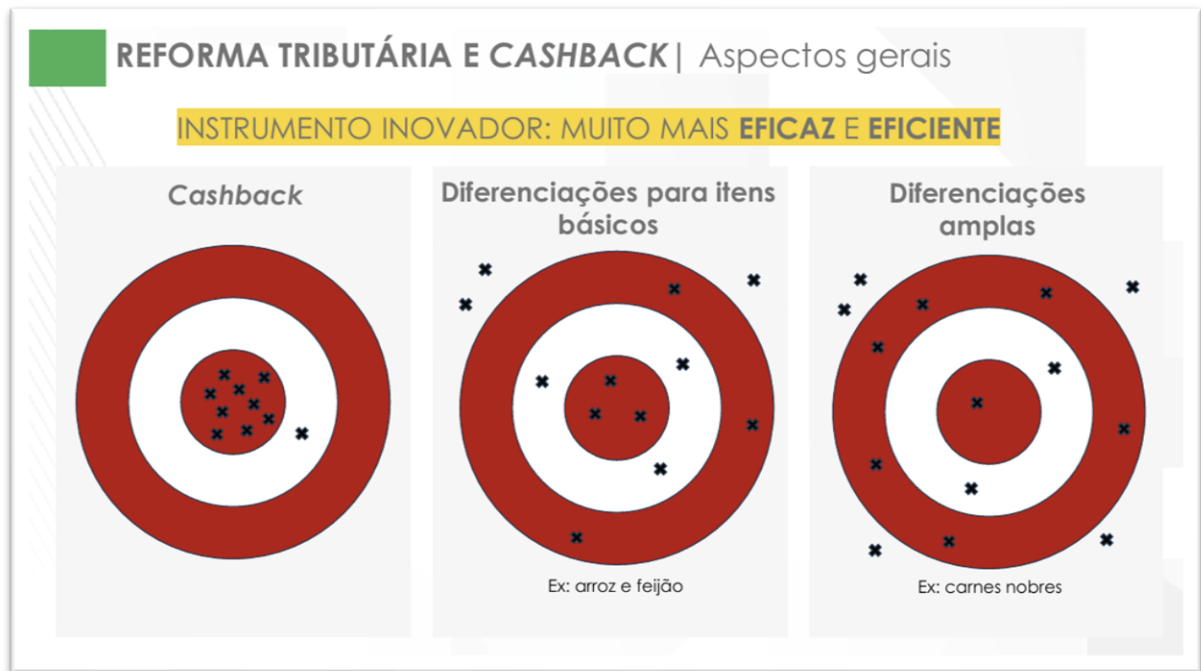 REFORMA TRIBUTÁRIA E CASHBACK| Aspectos gerais
INSTRUMENTO INOVADOR: MUITO MAIS EFICAZ E EFICIENTE
Cashback
Diferenciações para itens
básicos
Ex: arroz e feijão
Diferenciações
amplas
Ex: carnes nobres